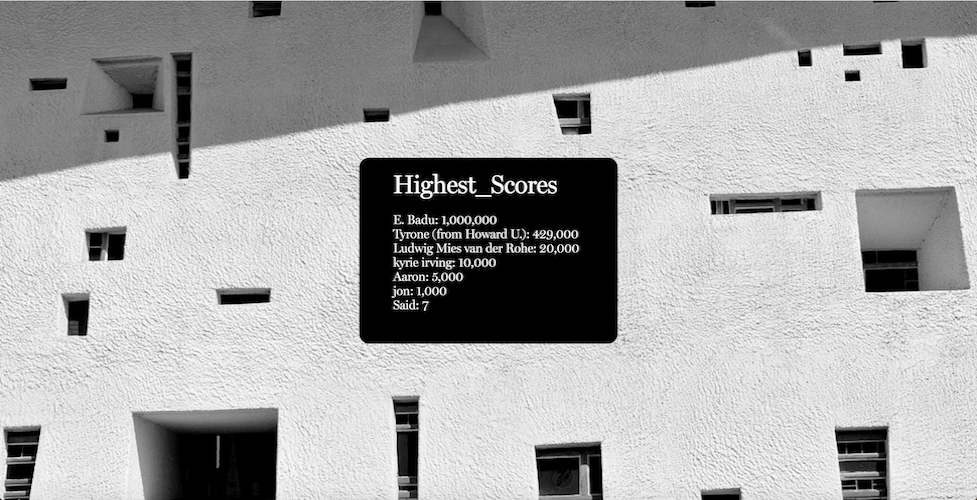 Highest_Scores
E. Badu: 1,000,000
Tyrone (from Howard U.): 429,000
Ludwig Mies van der Rohe: 20,000
kyrie irving: 10,000
Aaron: 5,000
jon: 1,000
Said: 7